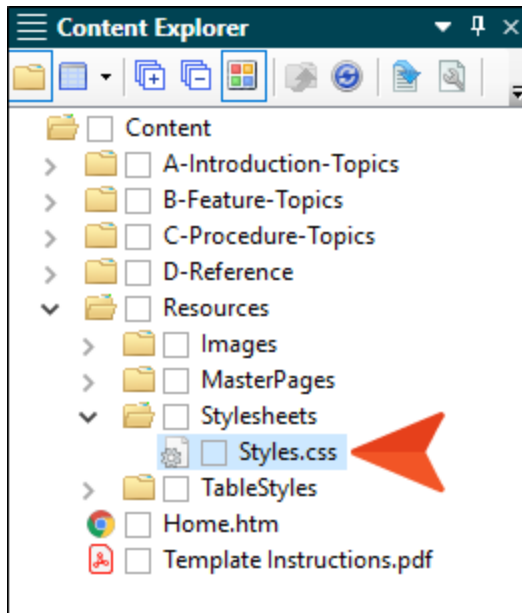 Content Explorer
Content
A-Introduction-Topics
B-Feature-Topics
C-Procedure-Topics
D-Reference
Resources
Images
MasterPages
Stylesheets
Styles.css
TableStyles
Home.htm
Template Instructions.pdf